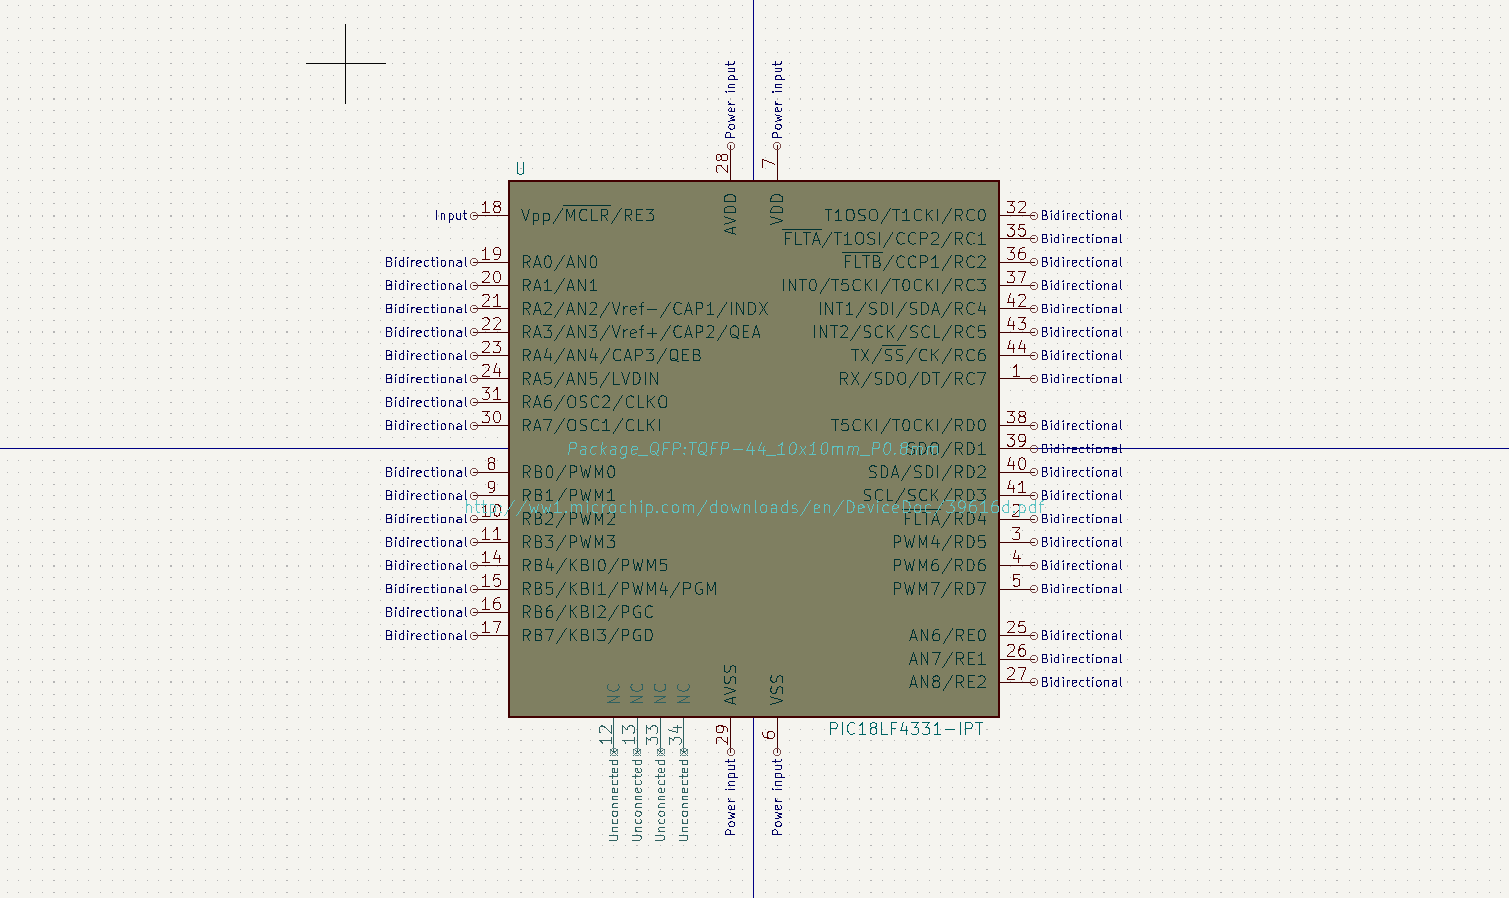 Power input
Power input
28
7
U
Input 18 Vpp/MCLR/RE3 AVDD VDD T1OSO/T1CKI/RC0 32 Bidirectional
FLTA/T1OSI/CCP2/RC1 35 Bidirectional
Bidirectional 19 RA0/AN0 FLTB/CCP1/RC2 36 Bidirectional
Bidirectional 20 RA1/AN1 INT0/T5CKI/T0CKI/RC3 37 Bidirectional
Bidirectional 21 RA2/AN2/Vref-/CAP1/INDX INT1/SDI/SDA/RC4 42 Bidirectional
Bidirectional 22 RA3/AN3/Vref+/CAP2/QEA INT2/SCK/SCL/RC5 43 Bidirectional
Bidirectional 23 RA4/AN4/CAP3/QEB TX/SS/CK/RC6 44 Bidirectional
Bidirectional 24 RA5/AN5/LVDIN RX/SDO/DT/RC7 1 Bidirectional
Bidirectional 31 RA6/OSC2/CLKO
Bidirectional 30 RA7/OSC1/CLKI T5CKI/T0CKI/RD0 38 Bidirectional
Package_QFP:TQFP-44_10x10mm_P0.8mm SDO/RD1 39 Bidirectional
Bidirectional 8 RB0/PWM0 SDA/SDI/RD2 40 Bidirectional
Bidirectional 9 RB1/PWM1 SCL/SCK/RD3 41 Bidirectional
http://ww1.microchip.com/downloads/en/DeviceDoc/39616d.pdf
Bidirectional 10 RB2/PWM2 FLTA/RD4 2 Bidirectional
Bidirectional 11 RB3/PWM3 PWM4/RD5 3 Bidirectional
Bidirectional 14 RB4/KBI0/PWM5 PWM6/RD6 4 Bidirectional
Bidirectional 15 RB5/KBI1/PWM4/PGM PWM7/RD7 5 Bidirectional
Bidirectional 16 RB6/KBI2/PGC
Bidirectional 17 RB7/KBI3/PGD AN6/RE0 25 Bidirectional
AN7/RE1 26 Bidirectional
AN8/RE2 27 Bidirectional
NC NC NC NC AVSS VSS
PIC18LF4331-IPT
12 13 33 34 29 6
Unconnected Unconnected Unconnected Unconnected Power input Power input